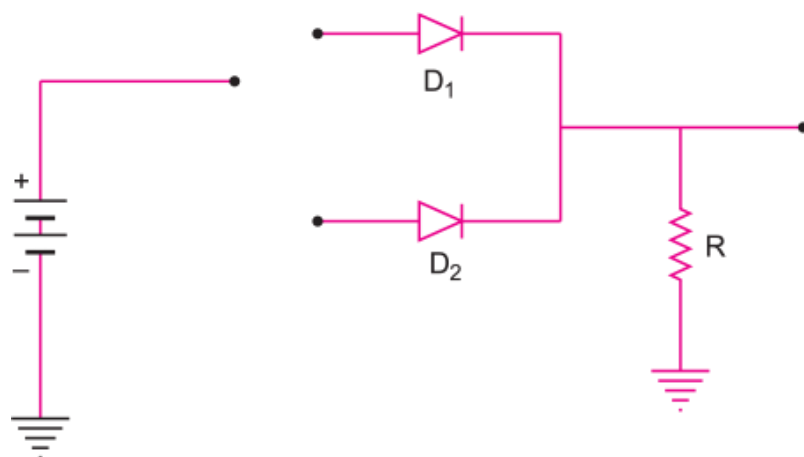 D₁
+
D₂
R
–